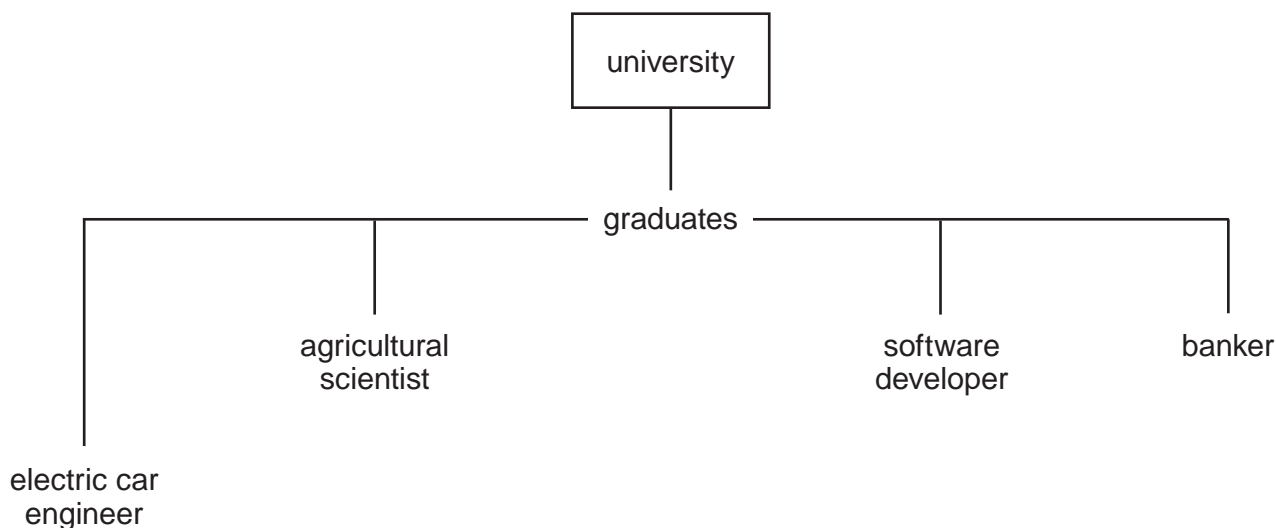 university
graduates
agricultural
scientist
software
developer
banker
electric car
engineer